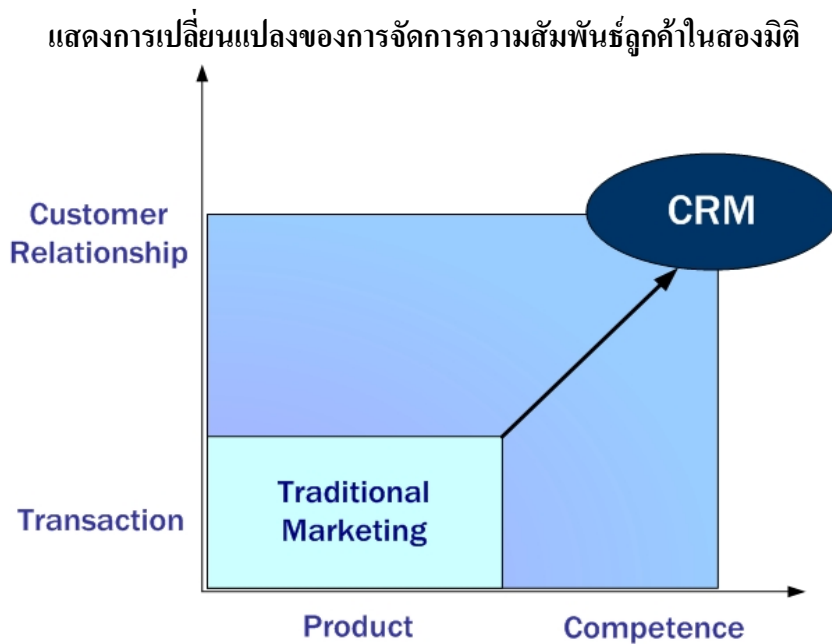 แสดงการเปลี่ยนแปลงของการจัดการความสัมพันธ์ลูกค้าในสองมิติ
Customer
Relationship
CRM
Traditional
Marketing
Transaction
Product
Competence